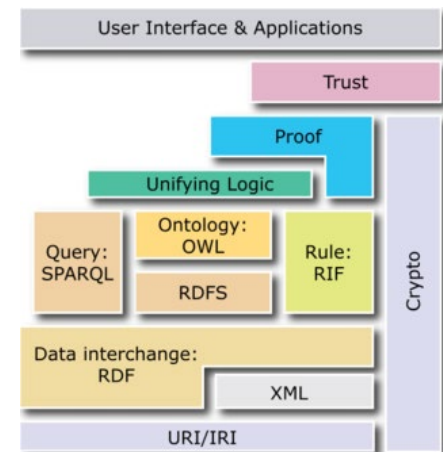 User Interface & Applications
Trust
Proof
Unifying Logic
Query:
SPARQL
Ontology:
OWL
RDFS
Rule:
RIF
Crypto
Data interchange:
RDF
XML
URI/IRI